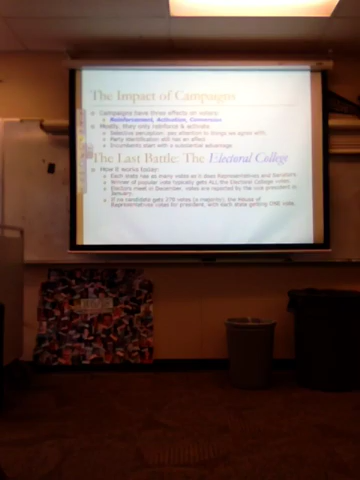 The Impact of Campaigns
Campaigns have three effects on voters
Reinforcement, Activation, Conversion
Mostly, they only reinforce & activate
Selective perception: pay attention to things we agree with.
Party identification still has an affect
Incumbents start with a substantial advantage
The Last Battle: The Electoral College
How it works today:
Each state has as many votes as it does Representatives and Senators
Winner of popular vote typically gets ALL the Electoral College votes.
Electors meet in December, votes are reported by the vice president in
January.
If no candidate gets 270 votes (a majority), the House of
Representatives votes for president, with each state getting ONE vote.